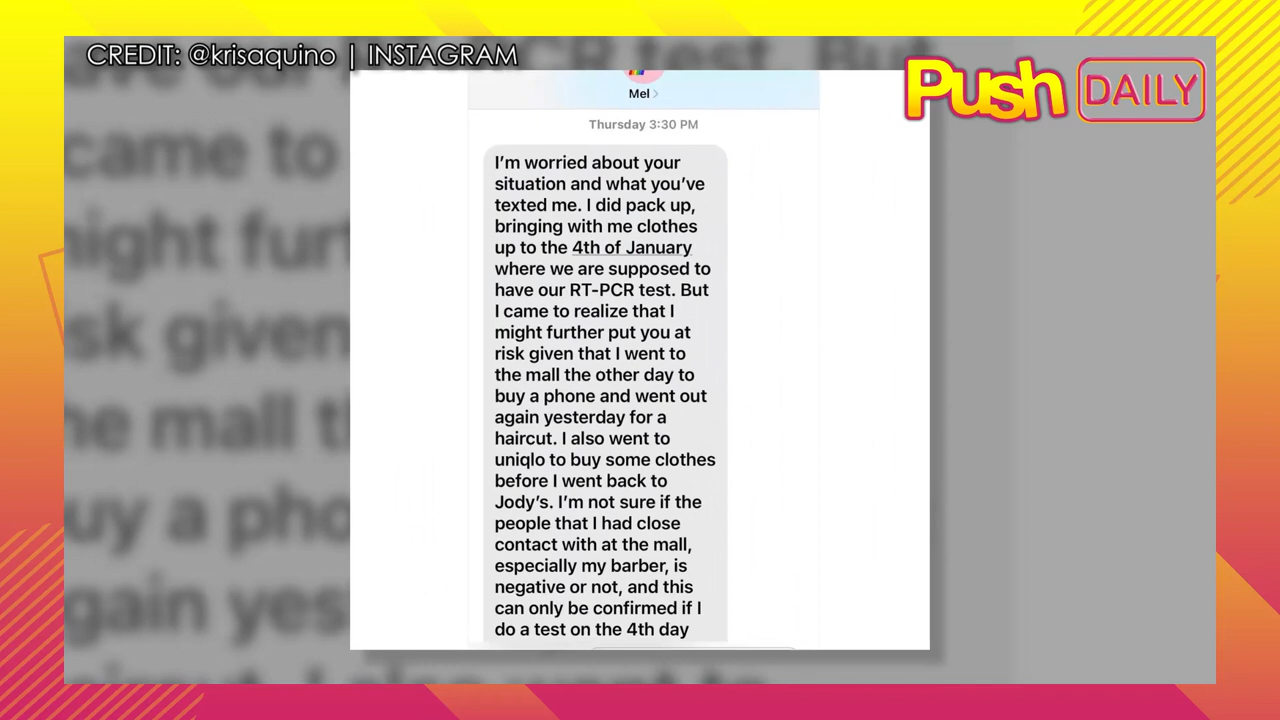 CREDIT: @krisaquino | INSTAGRAM
Push DAILY
Mel >
Thursday 3:30 PM
I'm worried about your
situation and what you've
texted me. I did pack up,
bringing with me clothes
up to the 4th of January
where we are supposed to
have our RT-PCR test. But
I came to realize that I
might further put you at
risk given that I went to
the mall the other day to
buy a phone and went out
again yesterday for a
haircut. I also went to
uniqlo to buy some clothes
before I went back to
Jody's. I'm not sure if the
people that I had close
contact with at the mall,
especially my barber, is
negative or not, and this
can only be confirmed if I
do a test on the 4th day